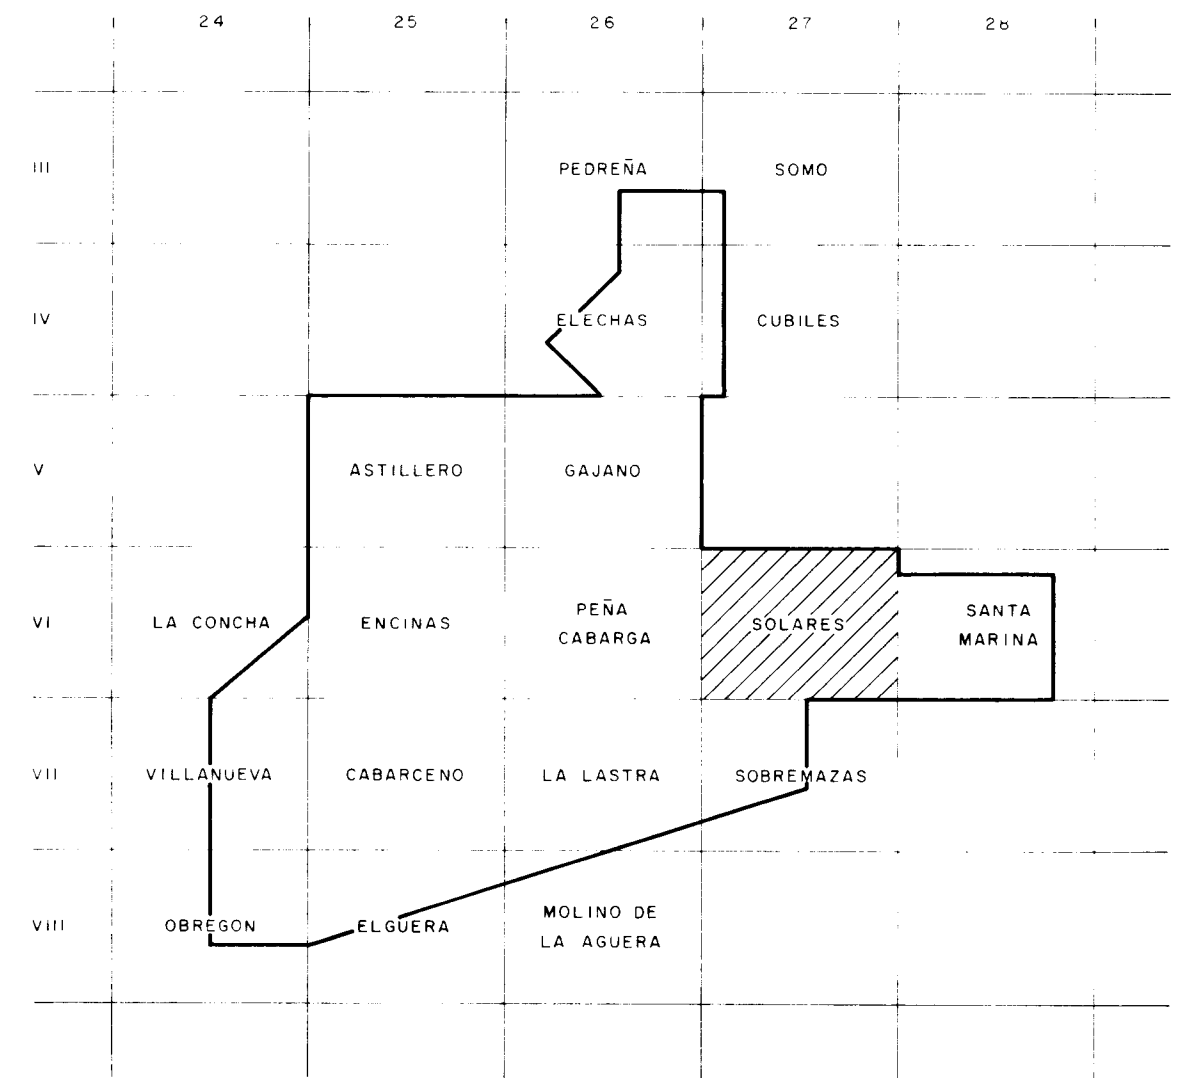 24 25 26 27 28
III PEDREÑA SOMO
IV ELECHAS CUBILES
V ASTILLERO GAJANO
VI LA CONCHA ENCINAS PEÑA CABARGA SOLARES SANTA MARINA
VII VILLANUEVA CABARCENO LA LASTRA SOBREMAZAS
VIII OBREGON ELGUERA MOLINO DE LA AGUERA